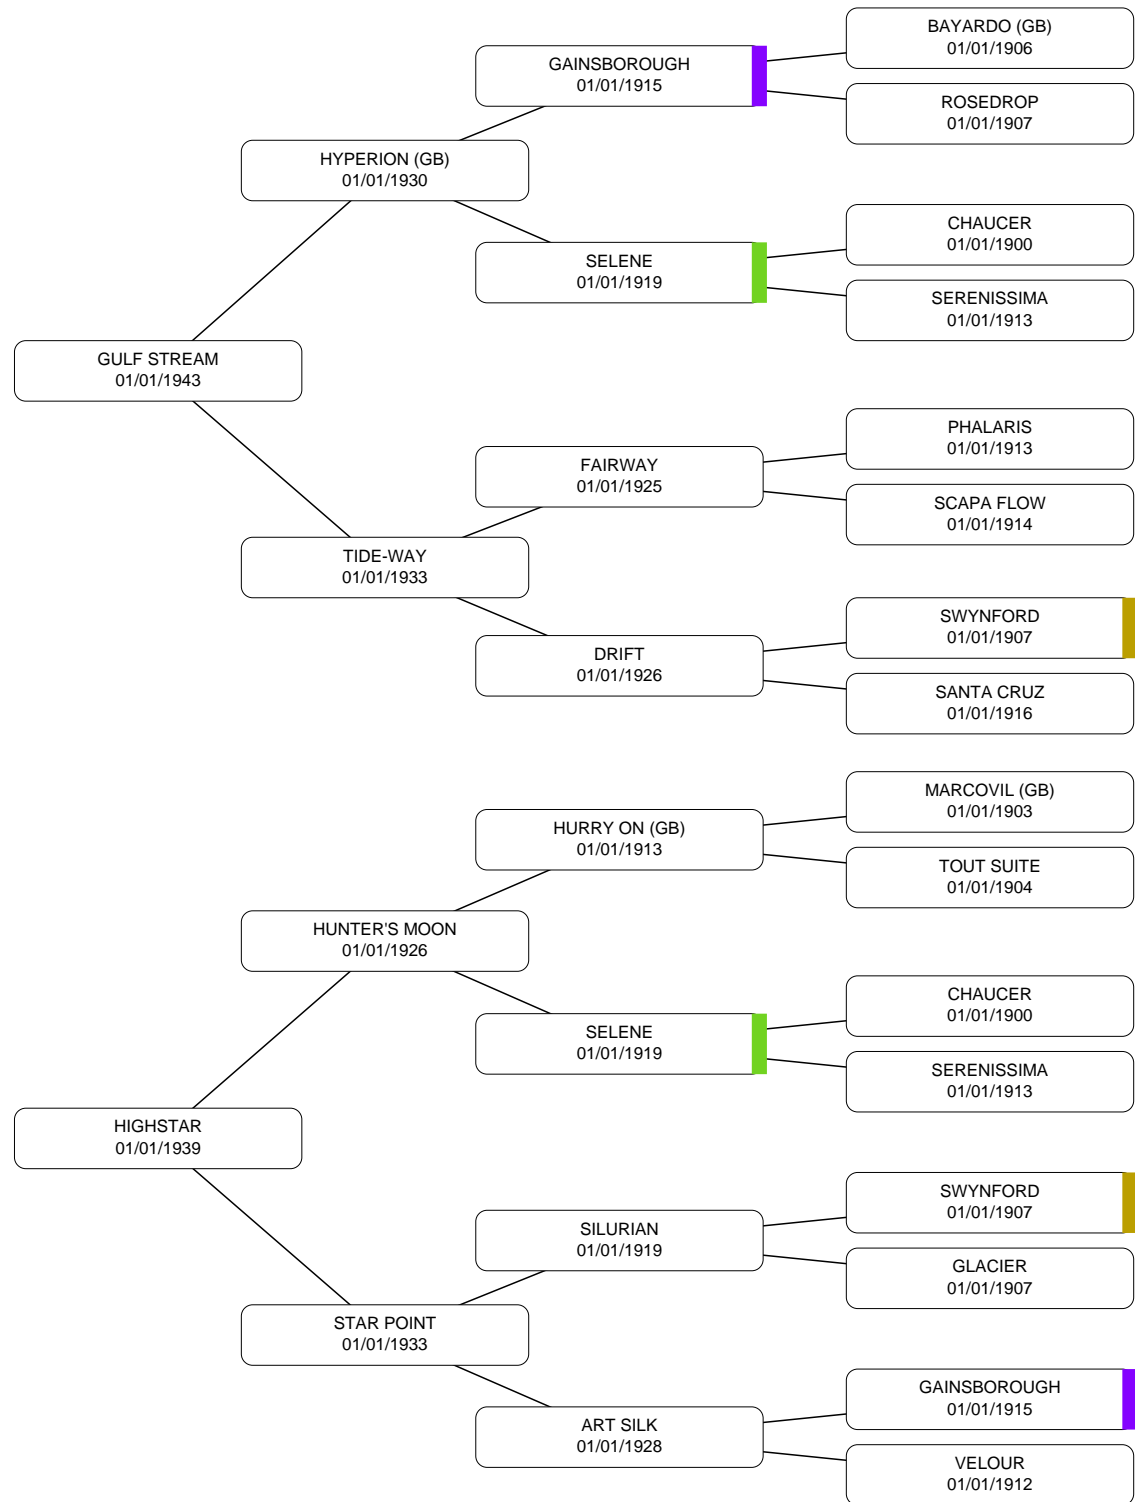 BAYARDO (GB)
01/01/1906
GAINSBOROUGH
01/01/1915
ROSEDROP
01/01/1907
HYPERION (GB)
01/01/1930
CHAUCER
01/01/1900
SELENE
01/01/1919
SERENISSIMA
01/01/1913
GULF STREAM
01/01/1943
PHALARIS
01/01/1913
FAIRWAY
01/01/1925
SCAPA FLOW
01/01/1914
TIDE-WAY
01/01/1933
SWYNFORD
01/01/1907
DRIFT
01/01/1926
SANTA CRUZ
01/01/1916
MARCOVIL (GB)
01/01/1903
HURRY ON (GB)
01/01/1913
TOUT SUITE
01/01/1904
HUNTER'S MOON
01/01/1926
CHAUCER
01/01/1900
SELENE
01/01/1919
SERENISSIMA
01/01/1913
HIGHSTAR
01/01/1939
SWYNFORD
01/01/1907
SILURIAN
01/01/1919
GLACIER
01/01/1907
STAR POINT
01/01/1933
GAINSBOROUGH
01/01/1915
ART SILK
01/01/1928
VELOUR
01/01/1912